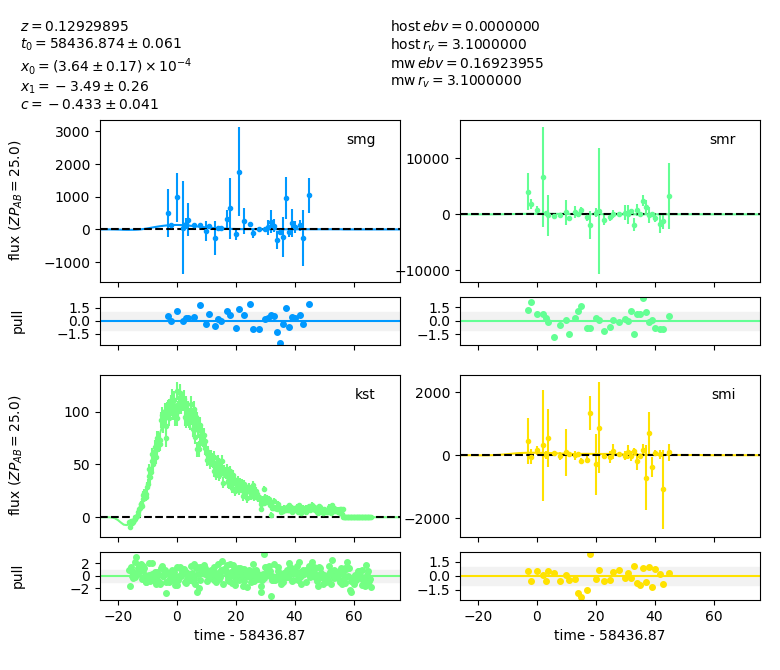 z = 0.12929895
t₀ = 58436.874 ± 0.061
x₀ = (3.64 ± 0.17) × 10⁻⁴
x₁ = −3.49 ± 0.26
c = −0.433 ± 0.041
host ebv = 0.0000000
host r_v = 3.1000000
mw ebv = 0.16923955
mw r_v = 3.1000000
flux (ZP_AB = 25.0)
3000
2000
1000
0
−1000
smg
10000
0
−10000
smr
pull
1.5
0.0
−1.5
1.5
0.0
−1.5
flux (ZP_AB = 25.0)
100
50
0
kst
2000
0
−2000
smi
pull
2
0
−2
1.5
0.0
−1.5
−20 0 20 40 60
−20 0 20 40 60
time - 58436.87
time - 58436.87